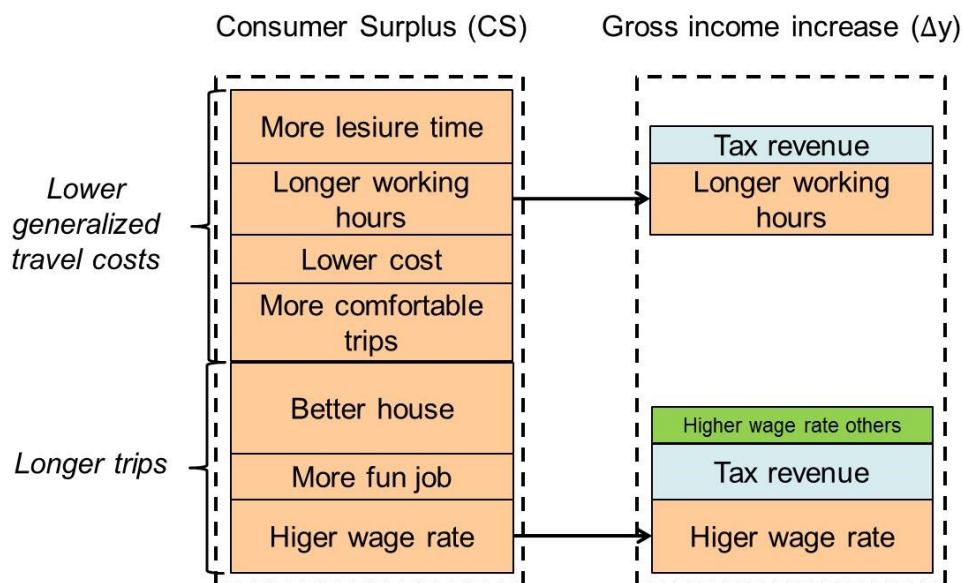 Consumer Surplus (CS)
Gross income increase (Δy)
Lower
generalized
travel costs
More lesiure time
Longer working
hours
Lower cost
More comfortable
trips
Tax revenue
Longer working
hours
Longer trips
Better house
More fun job
Higer wage rate
Higher wage rate others
Tax revenue
Higer wage rate